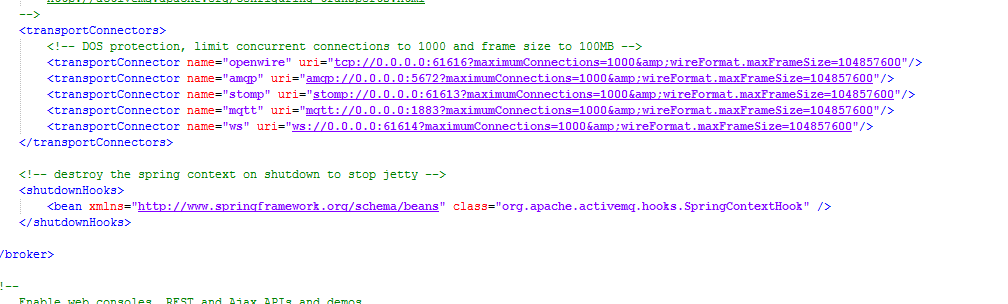 -->
<transportConnectors>
<!-- DOS protection, limit concurrent connections to 1000 and frame size to 100MB -->
<transportConnector name="openwire" uri="tcp://0.0.0.0:61616?maximumConnections=1000&amp;wireFormat.maxFrameSize=104857600"/>
<transportConnector name="amqp" uri="amqp://0.0.0.0:5672?maximumConnections=1000&amp;wireFormat.maxFrameSize=104857600"/>
<transportConnector name="stomp" uri="stomp://0.0.0.0:61613?maximumConnections=1000&amp;wireFormat.maxFrameSize=104857600"/>
<transportConnector name="mqtt" uri="mqtt://0.0.0.0:1883?maximumConnections=1000&amp;wireFormat.maxFrameSize=104857600"/>
<transportConnector name="ws" uri="ws://0.0.0.0:61614?maximumConnections=1000&amp;wireFormat.maxFrameSize=104857600"/>
</transportConnectors>
<!-- destroy the spring context on shutdown to stop jetty -->
<shutdownHooks>
<bean xmlns="http://www.springframework.org/schema/beans" class="org.apache.activemq.hooks.SpringContextHook" />
</shutdownHooks>
/broker>
!--
Enable web consoles, REST and Ajax APIs and demos